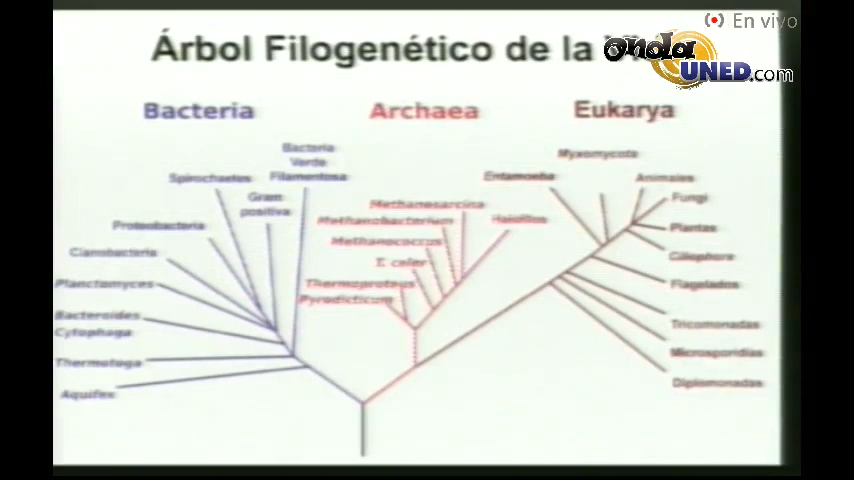 En vivo
Árbol Filogenético de la
onda
UNED.com
Bacteria
Archaea
Eukarya
Bacteria
Verde
Filamentosa
Spirochaetes
Gram
positiva
Proteobacteria
Cianobacteria
Planctomyces
Bacteroides
Cytophaga
Thermotoga
Aquifex
Methanosarcina
Methanobacterium
Halófilos
Methanococcus
T. celer
Thermoproteus
Pyrodicticum
Myxomycota
Entamoeba
Animales
Fungi
Plantas
Ciliophora
Flagelados
Tricomonadas
Microsporidias
Diplomonadas